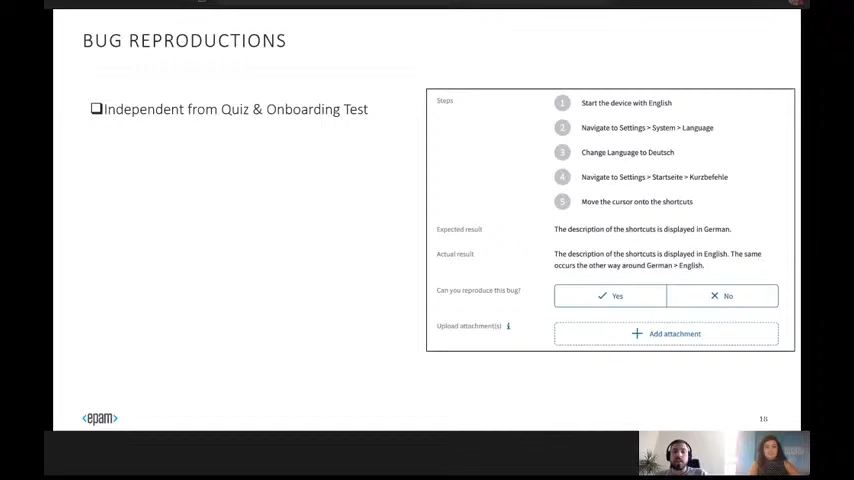 BUG REPRODUCTIONS
Independent from Quiz & Onboarding Test
Steps
1 Start the device with English
2 Navigate to Settings > System > Language
3 Change Language to Deutsch
4 Navigate to Settings > Startseite > Kurzbefehle
5 Move the cursor onto the shortcuts
Expected result The description of the shortcuts is displayed in German.
Actual result The description of the shortcuts is displayed in English. The same
occurs the other way around German > English.
Can you reproduce this bug? Yes No
Upload attachment(s) i Add attachment
<epam> 18